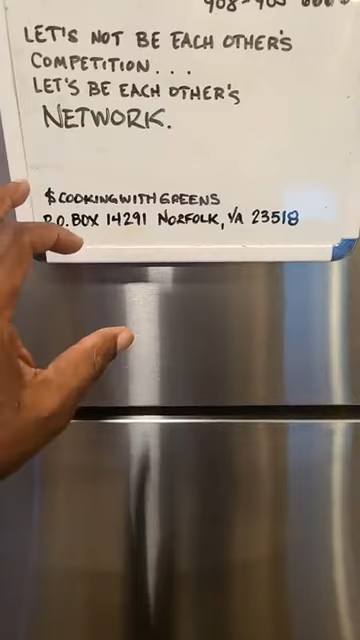 LET'S NOT BE EACH OTHER'S
COMPETITION...
LET'S BE EACH OTHER'S
NETWORK.
$COOKINGWITHGREENS
P.O. BOX 14291 NORFOLK, VA 23518